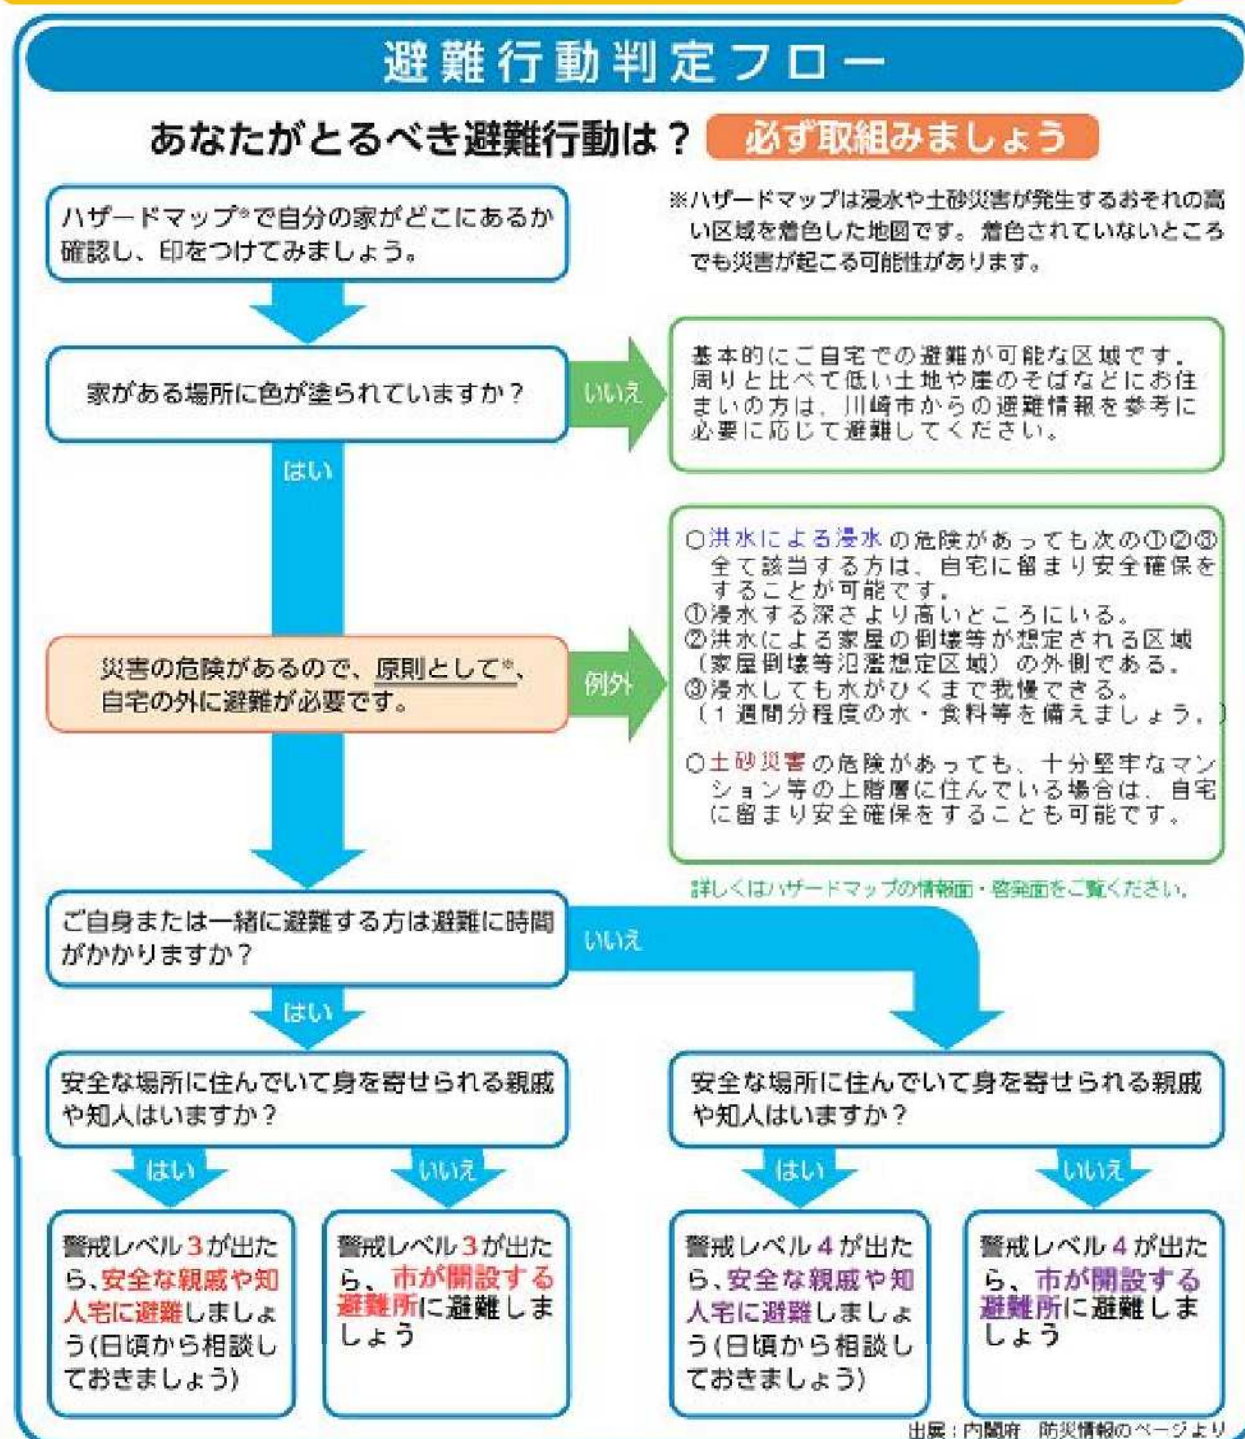 避難行動判定フロー
あなたがとるべき避難行動は？ 必ず取組みましょう
ハザードマップ※で自分の家がどこにあるか
確認し、印をつけてみましょう。
※ハザードマップは浸水や土砂災害が発生するおそれの高
い区域を着色した地図です。着色されていないところ
でも災害が起こる可能性があります。
家がある場所に色が塗られていますか？
いいえ
基本的にご自宅での避難が可能な区域です。
周りと比べて低い土地や崖のそばなどにお住
まいの方は、川崎市からの避難情報を参考に
必要に応じて避難してください。
はい
災害の危険があるので、原則として※、
自宅の外に避難が必要です。
例外
○洪水による浸水の危険があっても次の①②③
全て該当する方は、自宅に留まり安全確保を
することが可能です。
①浸水する深さより高いところにいる。
②洪水による家屋の倒壊等が想定される区域
（家屋倒壊等氾濫想定区域）の外側である。
③浸水しても水がひくまで我慢できる。
（1週間分程度の水・食料等を備えましょう。）
○土砂災害の危険があっても、十分堅牢なマン
ション等の上階層に住んでいる場合は、自宅
に留まり安全確保をすることも可能です。
詳しくはハザードマップの情報面・啓発面をご覧ください。
ご自身または一緒に避難する方は避難に時間
がかかりますか？
いいえ
はい
安全な場所に住んでいて身を寄せられる親戚
や知人はいますか？
はい
いいえ
警戒レベル3が出た
ら、安全な親戚や知
人宅に避難しましょ
う(日頃から相談し
ておきましょう)
警戒レベル3が出た
ら、市が開設する
避難所に避難しま
しょう
安全な場所に住んでいて身を寄せられる親戚
や知人はいますか？
はい
いいえ
警戒レベル4が出た
ら、安全な親戚や知
人宅に避難しましょ
う(日頃から相談し
ておきましょう)
警戒レベル4が出た
ら、市が開設する
避難所に避難しま
しょう
出展：内閣府 防災情報のページより